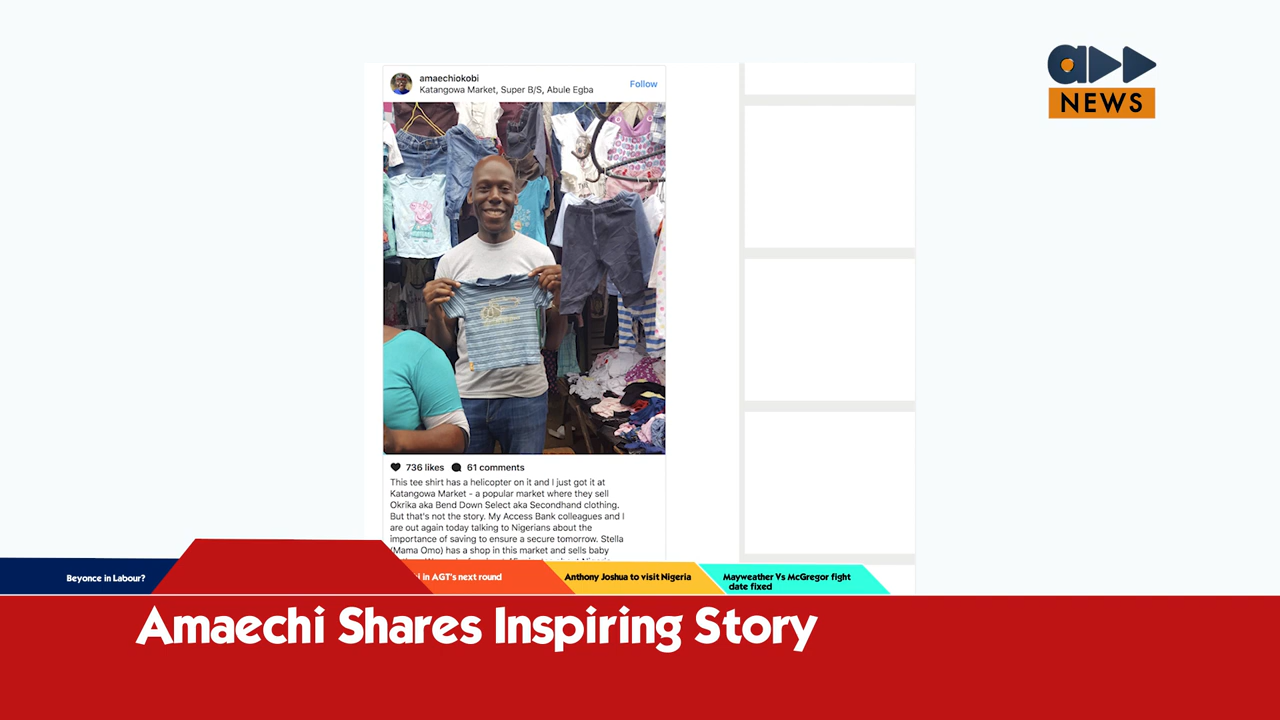 amaechiokobi
Katangowa Market, Super B/S, Abule Egba
Follow
a
NEWS
736 likes 61 comments
This tee shirt has a helicopter on it and I just got it at
Katangowa Market - a popular market where they sell
Okrika aka Bend Down Select aka Secondhand clothing.
But that's not the story. My Access Bank colleagues and I
are out again today talking to Nigerians about the
importance of saving to ensure a secure tomorrow. Stella
(Mama Omo) has a shop in this market and sells baby
Beyonce in Labour?
in AGT's next round
Anthony Joshua to visit Nigeria
Mayweather Vs McGregor fight
date fixed
Amaechi Shares Inspiring Story